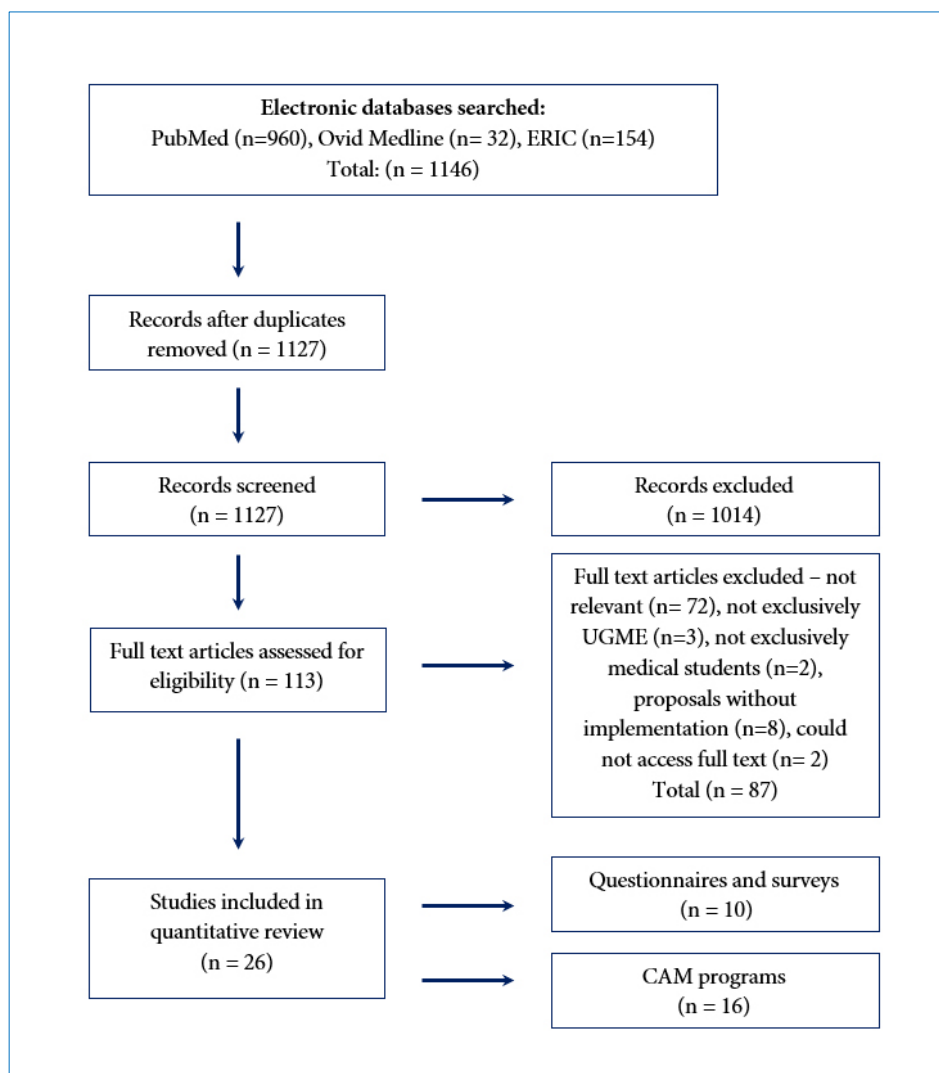 Electronic databases searched:
PubMed (n=960), Ovid Medline (n= 32), ERIC (n=154)
Total: (n = 1146)
Records after duplicates
removed (n = 1127)
Records screened
(n = 1127)
Records excluded
(n = 1014)
Full text articles assessed for
eligibility (n = 113)
Full text articles excluded – not
relevant (n= 72), not exclusively
UGME (n=3), not exclusively
medical students (n=2),
proposals without
implementation (n=8), could
not access full text (n= 2)
Total (n = 87)
Studies included in
quantitative review
(n = 26)
Questionnaires and surveys
(n = 10)
CAM programs
(n = 16)